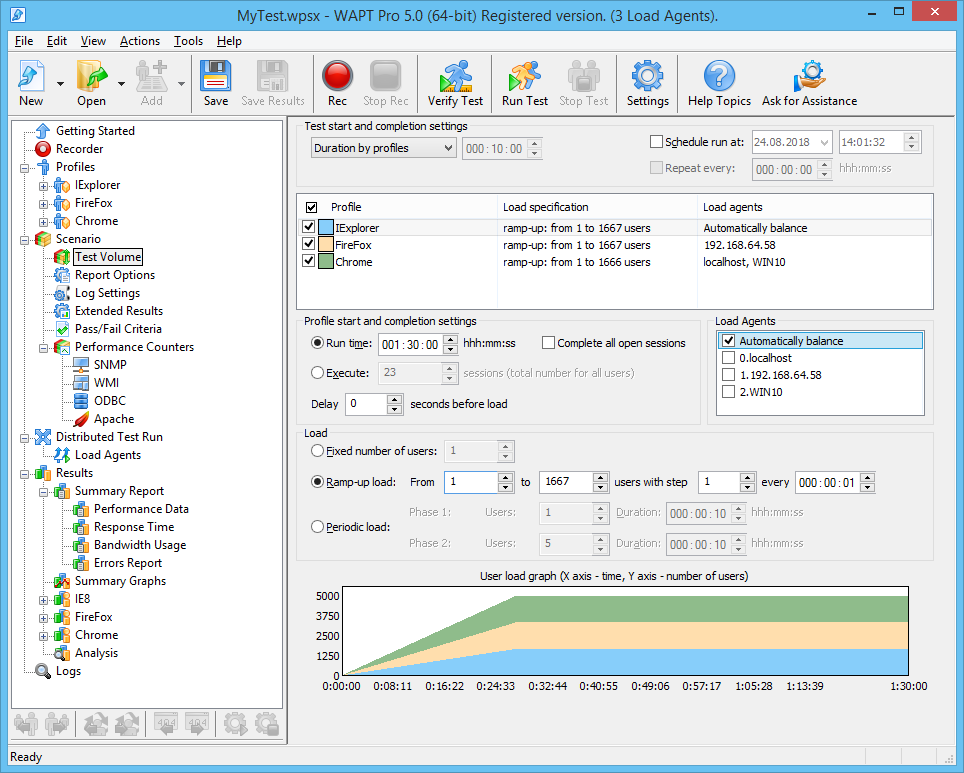 MyTest.wpsx - WAPT Pro 5.0 (64-bit) Registered version. (3 Load Agents).
File Edit View Actions Tools Help
New Open Add Save Save Results Rec Stop Rec Verify Test Run Test Stop Test Settings Help Topics Ask for Assistance
Getting Started
Recorder
Profiles
IExplorer
FireFox
Chrome
Scenario
Test Volume
Report Options
Log Settings
Extended Results
Pass/Fail Criteria
Performance Counters
SNMP
WMI
ODBC
Apache
Distributed Test Run
Load Agents
Results
Summary Report
Performance Data
Response Time
Bandwidth Usage
Errors Report
Summary Graphs
IE8
FireFox
Chrome
Analysis
Logs
404 404
Test start and completion settings
Duration by profiles 000:10:00 Schedule run at: 24.08.2018 14:01:32
Repeat every: 000:00:00 hhh:mm:ss
Profile Load specification Load agents
IExplorer ramp-up: from 1 to 1667 users Automatically balance
FireFox ramp-up: from 1 to 1667 users 192.168.64.58
Chrome ramp-up: from 1 to 1666 users localhost, WIN10
Profile start and completion settings
Run time: 001:30:00 hhh:mm:ss Complete all open sessions
Execute: 23 sessions (total number for all users)
Delay 0 seconds before load
Load Agents
Automatically balance
0.localhost
1.192.168.64.58
2.WIN10
Load
Fixed number of users: 1
Ramp-up load: From 1 to 1667 users with step 1 every 000:00:01
Periodic load:
Phase 1: Users: 1 Duration: 000:00:10 hhh:mm:ss
Phase 2: Users: 5 Duration: 000:00:10 hhh:mm:ss
User load graph (X axis - time, Y axis - number of users)
5000
3750
2500
1250
0
0:00:00 0:08:11 0:16:22 0:24:33 0:32:44 0:40:55 0:49:06 0:57:17 1:05:28 1:13:39 1:30:00
Ready